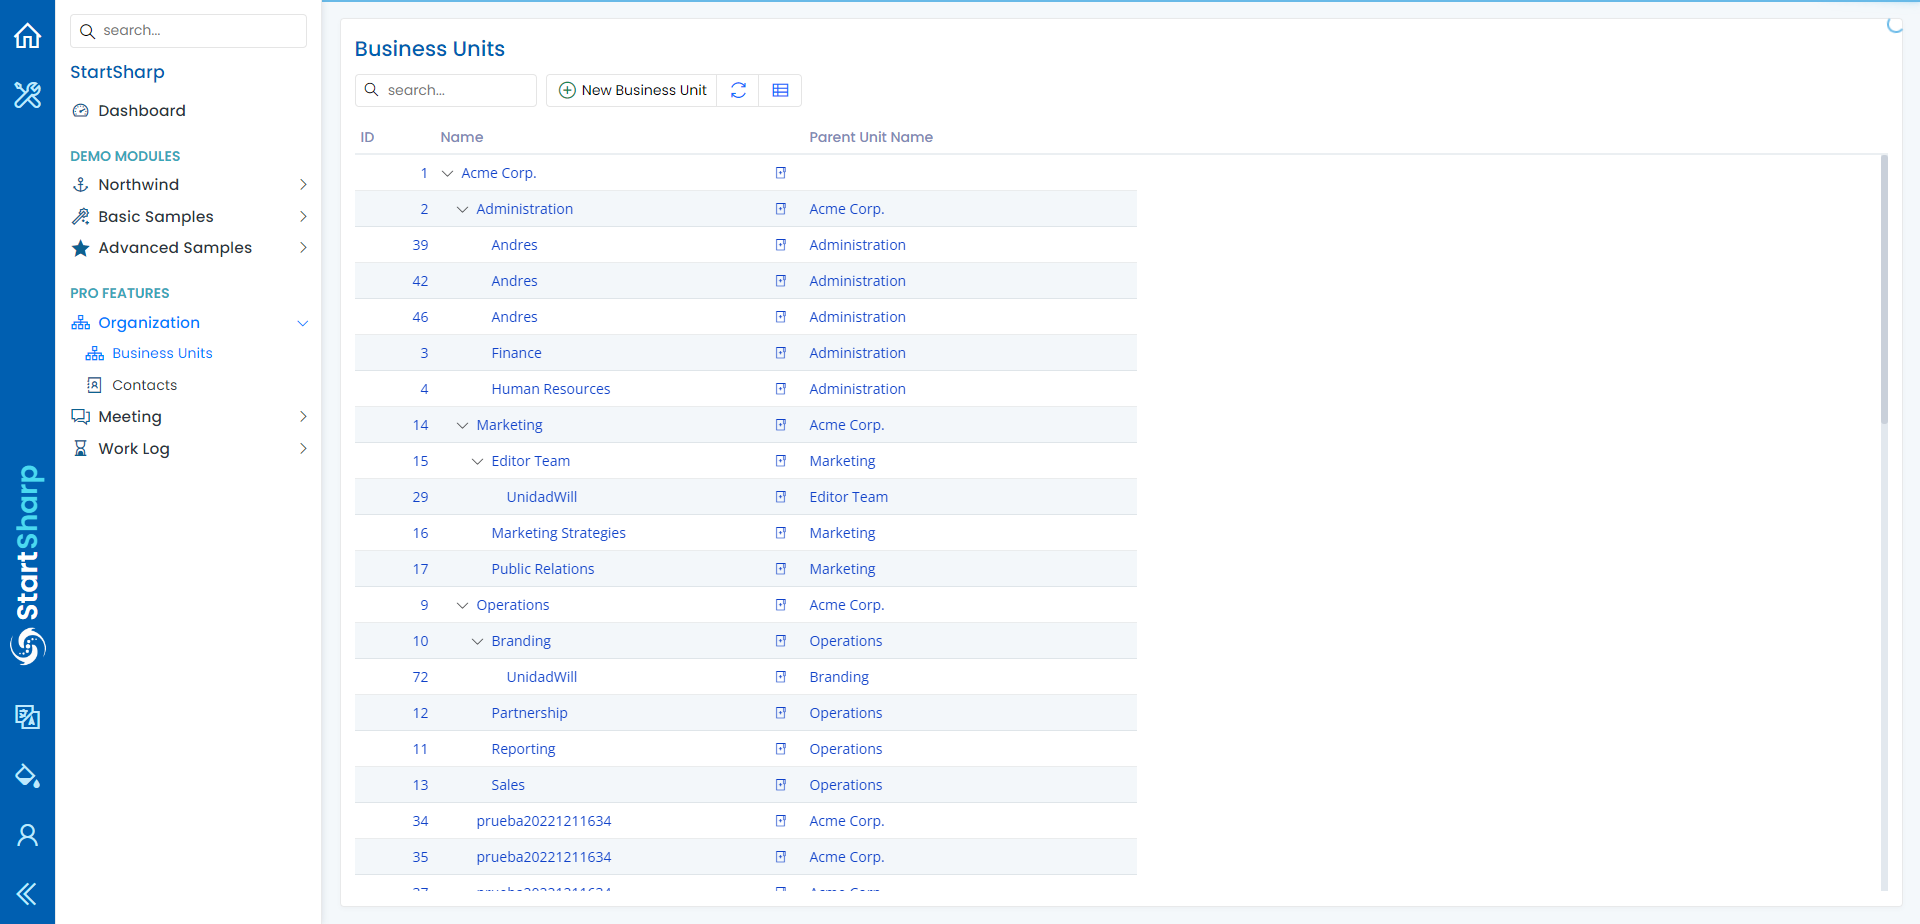 search...
StartSharp
Dashboard
DEMO MODULES
Northwind
Basic Samples
Advanced Samples
PRO FEATURES
Organization
Business Units
Contacts
Meeting
Work Log
StartSharp
Business Units
search...
New Business Unit
ID Name Parent Unit Name
1 Acme Corp.
2 Administration Acme Corp.
39 Andres Administration
42 Andres Administration
46 Andres Administration
3 Finance Administration
4 Human Resources Administration
14 Marketing Acme Corp.
15 Editor Team Marketing
29 UnidadWill Editor Team
16 Marketing Strategies Marketing
17 Public Relations Marketing
9 Operations Acme Corp.
10 Branding Operations
72 UnidadWill Branding
12 Partnership Operations
11 Reporting Operations
13 Sales Operations
34 prueba20221211634 Acme Corp.
35 prueba20221211634 Acme Corp.